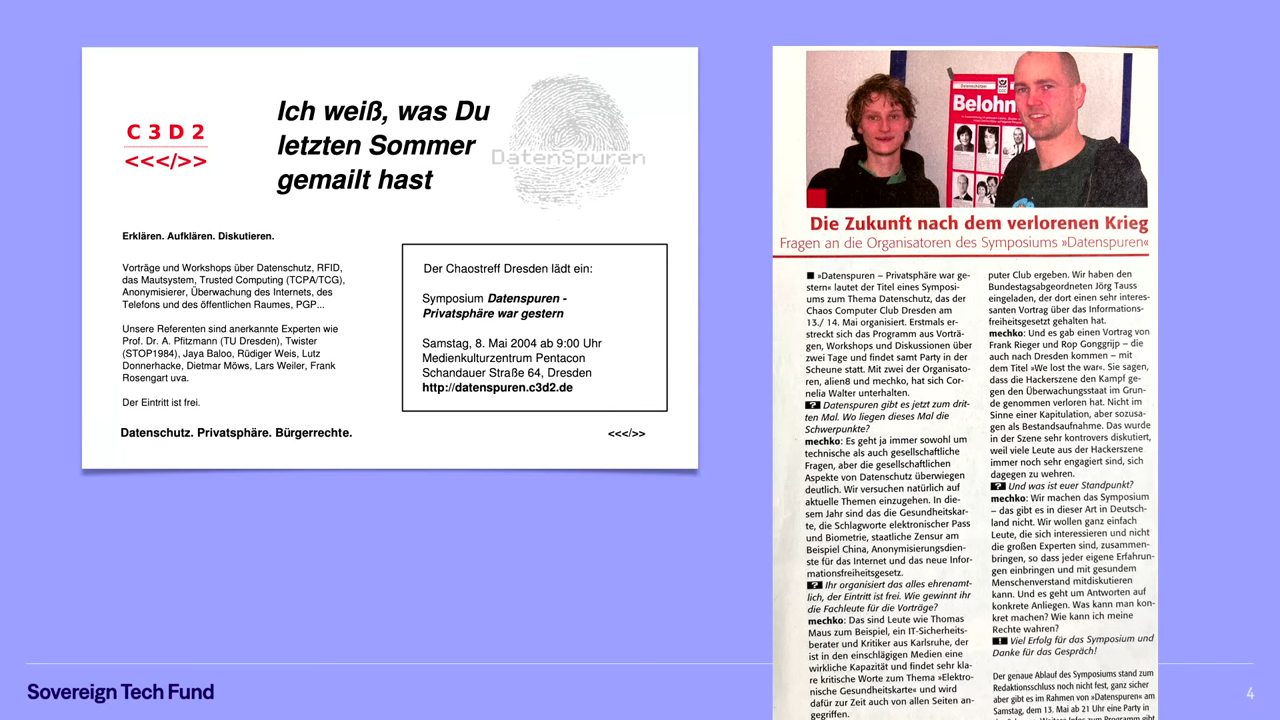 C3D2
<<</>>
Ich weiß, was Du
letzten Sommer
gemailt hast
DatenSpuren
Erklären. Aufklären. Diskutieren.
Vorträge und Workshops über Datenschutz, RFID,
das Mautsystem, Trusted Computing (TCPA/TCG),
Anonymisierer, Überwachung des Internets, des
Telefons und des öffentlichen Raumes, PGP...
Unsere Referenten sind anerkannte Experten wie
Prof. Dr. A. Pfitzmann (TU Dresden), Twister
(STOP1984), Jaya Baloo, Rüdiger Weis, Lutz
Donnerhacke, Dietmar Möws, Lars Weiler, Frank
Rosengart uva.
Der Eintritt ist frei.
Datenschutz. Privatsphäre. Bürgerrechte.
Der Chaostreff Dresden lädt ein:
Symposium Datenspuren -
Privatsphäre war gestern
Samstag, 8. Mai 2004 ab 9:00 Uhr
Medienkulturzentrum Pentacon
Schandauer Straße 64, Dresden
http://datenspuren.c3d2.de
<<</>>
Belohn
Die Zukunft nach dem verlorenen Krieg
Fragen an die Organisatoren des Symposiums »Datenspuren«
»Datenspuren – Privatsphäre war ge-
stern« lautet der Titel eines Symposi-
ums zum Thema Datenschutz, das der
Chaos Computer Club Dresden am
13./ 14. Mai organisiert. Erstmals er-
streckt sich das Programm aus Vorträ-
gen, Workshops und Diskussionen über
zwei Tage und findet samt Party in der
Scheune statt. Mit zwei der Organisato-
ren, alien8 und mechko, hat sich Cor-
nelia Walter unterhalten.
? Datenspuren gibt es jetzt zum drit-
ten Mal. Wo liegen dieses Mal die
Schwerpunkte?
mechko: Es geht ja immer sowohl um
technische als auch gesellschaftliche
Fragen, aber die gesellschaftlichen
Aspekte von Datenschutz überwiegen
deutlich. Wir versuchen natürlich auf
aktuelle Themen einzugehen. In die-
sem Jahr sind das die Gesundheitskar-
te, die Schlagworte elektronischer Pass
und Biometrie, staatliche Zensur am
Beispiel China, Anonymisierungsdien-
ste für das Internet und das neue Infor-
mationsfreiheitsgesetz.
? Ihr organisiert das alles ehrenamt-
lich, der Eintritt ist frei. Wie gewinnt ihr
die Fachleute für die Vorträge?
mechko: Das sind Leute wie Thomas
Maus zum Beispiel, ein IT-Sicherheits-
berater und Kritiker aus Karlsruhe, der
ist in den einschlägigen Medien eine
wirkliche Kapazität und findet sehr kla-
re kritische Worte zum Thema »Elektro-
nische Gesundheitskarte« und wird
dafür zur Zeit auch von allen Seiten an-
gegriffen.
puter Club ergeben. Wir haben den
Bundestagsabgeordneten Jörg Tauss
eingeladen, der dort einen sehr interes-
santen Vortrag über das Informations-
freiheitsgesetz gehalten hat.
mechko: Und es gab einen Vortrag von
Frank Rieger und Rop Gonggrijp – die
auch nach Dresden kommen – mit
dem Titel »We lost the war«. Sie sagen,
dass die Hackerszene den Kampf ge-
gen den Überwachungsstaat im Grun-
de genommen verloren hat. Nicht im
Sinne einer Kapitulation, aber sozusa-
gen als Bestandsaufnahme. Das wurde
in der Szene sehr kontrovers diskutiert,
weil viele Leute aus der Hackerszene
immer noch sehr engagiert sind, sich
dagegen zu wehren.
? Und was ist euer Standpunkt?
mechko: Wir machen das Symposium
– das gibt es in dieser Art in Deutsch-
land nicht. Wir wollen ganz einfach
Leute, die sich interessieren und nicht
die großen Experten sind, zusammen-
bringen, so dass jeder eigene Erfahrun-
gen einbringen und mit gesundem
Menschenverstand mitdiskutieren
kann. Und es geht um Antworten auf
konkrete Anliegen. Was kann man kon-
kret machen? Wie kann ich meine
Rechte wahren?
! Viel Erfolg für das Symposium und
Danke für das Gespräch!
Der genaue Ablauf des Symposiums stand zum
Redaktionsschluss noch nicht fest, ganz sicher
aber gibt es im Rahmen von »Datenspuren« am
Samstag, dem 13. Mai ab 21 Uhr eine Party in
Sovereign Tech Fund
4